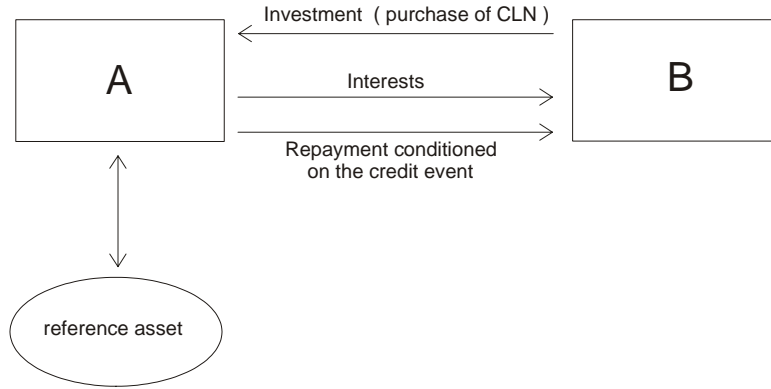 Investment ( purchase of CLN )
A
B
Interests
Repayment conditioned
on the credit event
reference asset